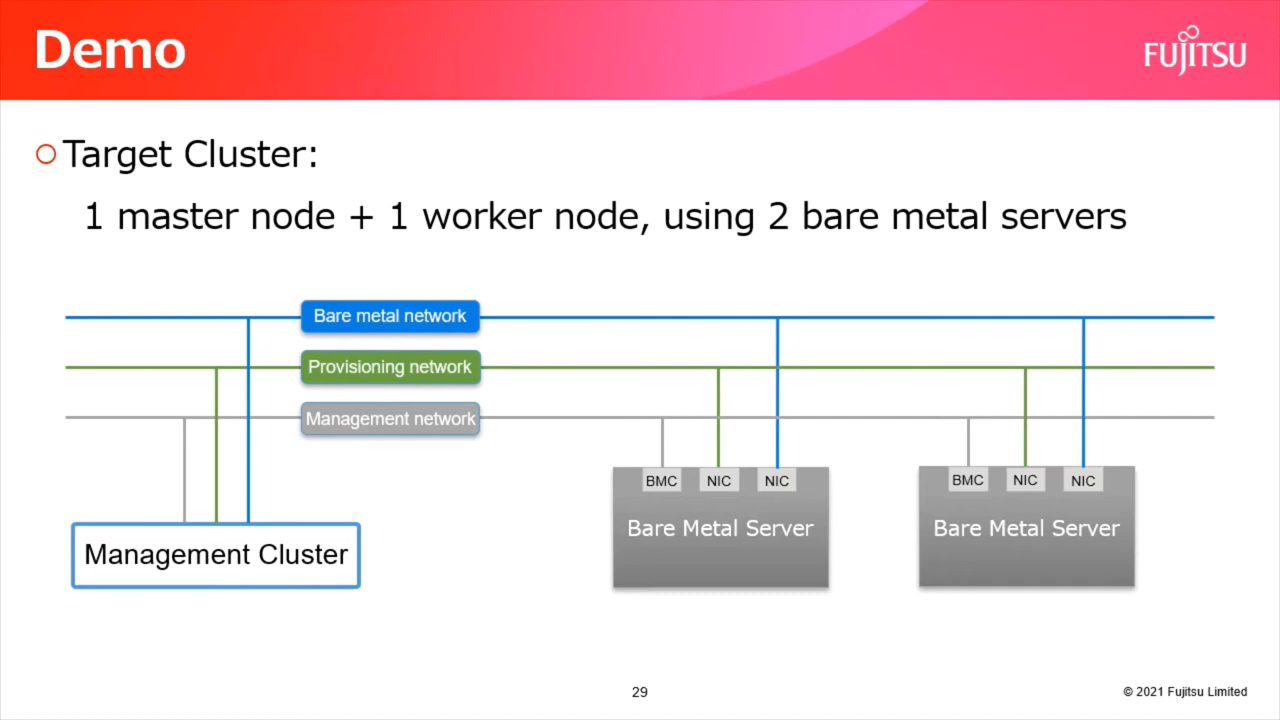 Demo
FUJITSU
Target Cluster:
1 master node + 1 worker node, using 2 bare metal servers
Bare metal network
Provisioning network
Management network
BMC NIC NIC
Bare Metal Server
BMC NIC NIC
Bare Metal Server
Management Cluster
29
© 2021 Fujitsu Limited